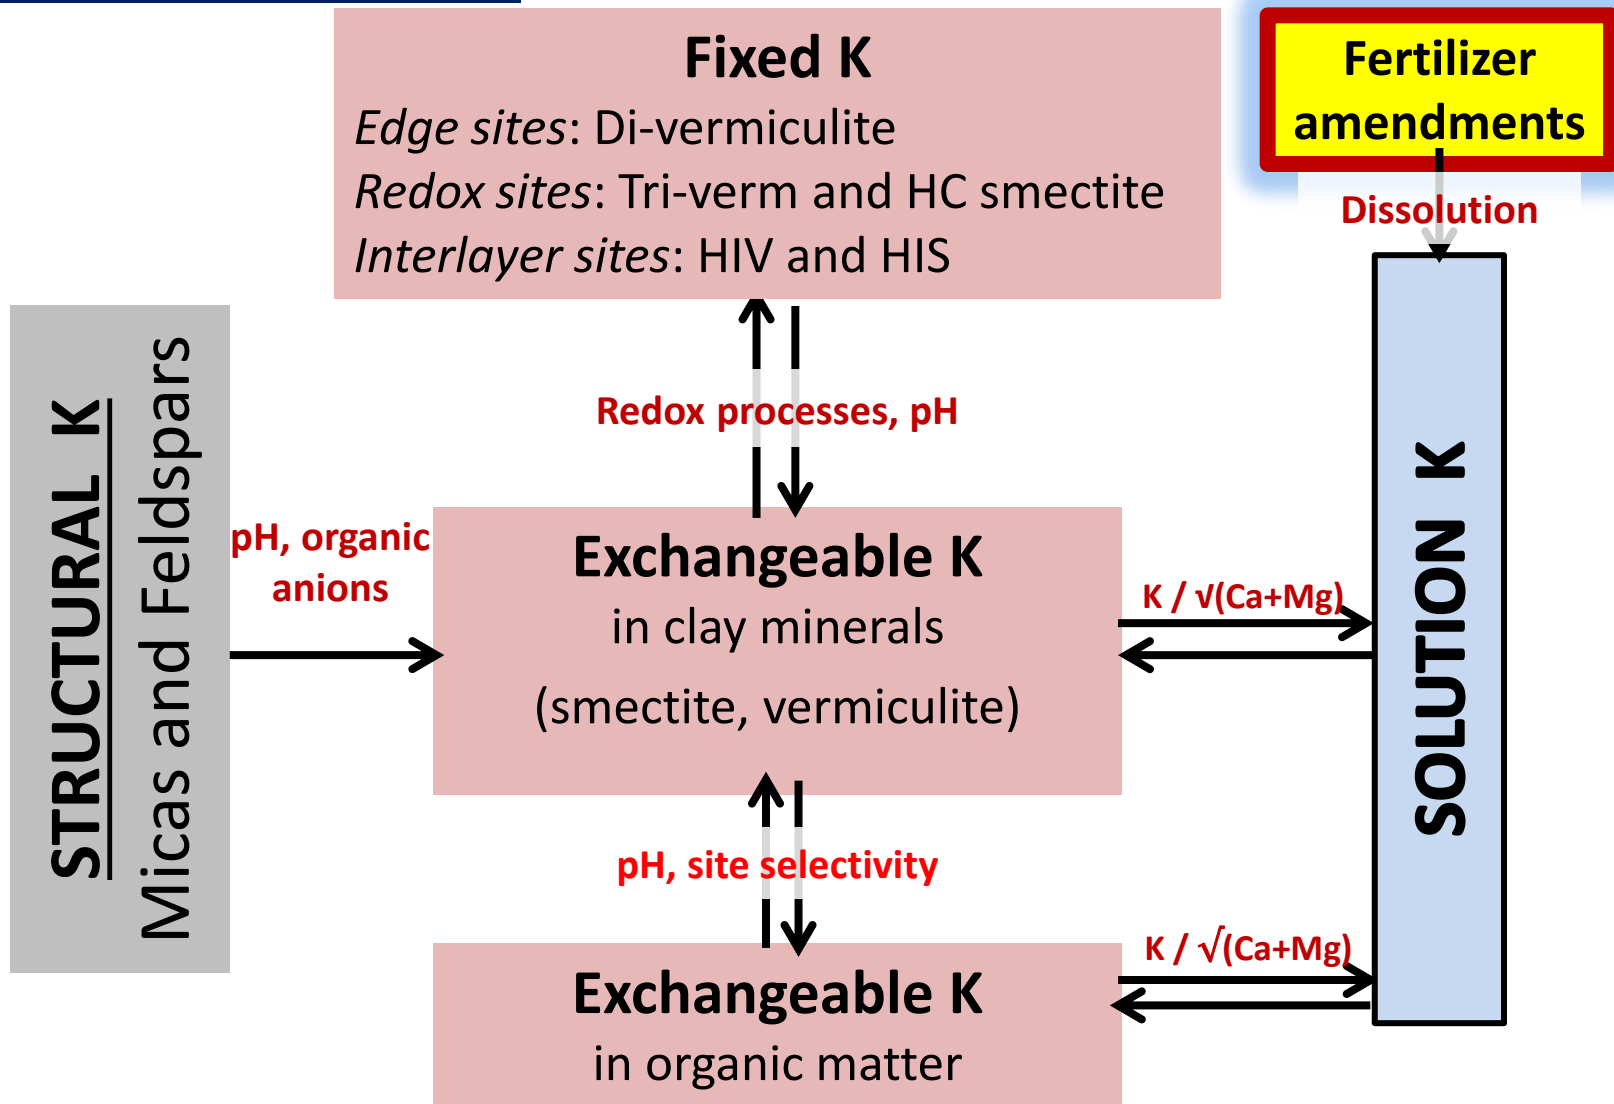 Fixed K
Edge sites: Di-vermiculite
Redox sites: Tri-verm and HC smectite
Interlayer sites: HIV and HIS
Fertilizer
amendments
Dissolution
STRUCTURAL K
Micas and Feldspars
Redox processes, pH
pH, organic
anions
Exchangeable K
in clay minerals
(smectite, vermiculite)
K / √(Ca+Mg)
SOLUTION K
pH, site selectivity
Exchangeable K
in organic matter
K / √(Ca+Mg)